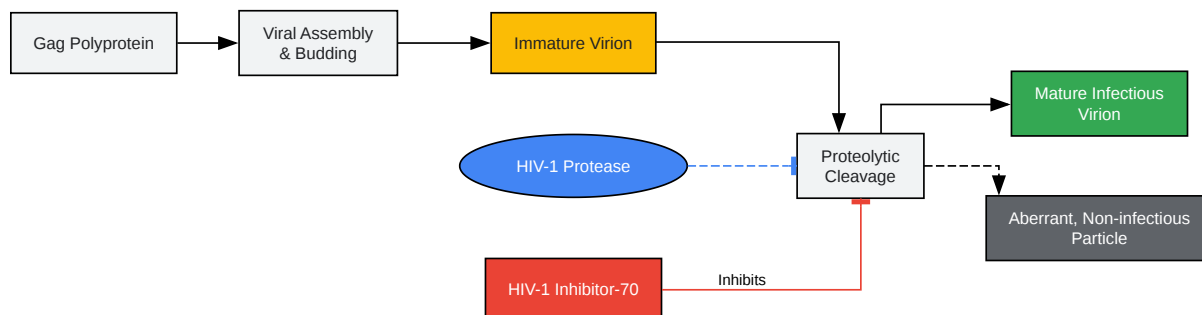 Gag Polyprotein
Viral Assembly
& Budding
Immature Virion
Mature Infectious
Virion
HIV-1 Protease
Proteolytic
Cleavage
Aberrant, Non-infectious
Particle
HIV-1 Inhibitor-70
Inhibits